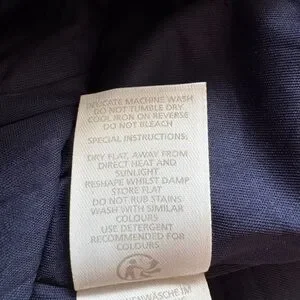 DELICATE MACHINE WASH
DO NOT TUMBLE DRY
COOL IRON ON REVERSE
DO NOT BLEACH
SPECIAL INSTRUCTIONS:
DRY FLAT, AWAY FROM
DIRECT HEAT AND
SUNLIGHT
RESHAPE WHILST DAMP
STORE FLAT
DO NOT RUB STAINS
WASH WITH SIMILAR
COLOURS
USE DETERGENT
RECOMMENDED FOR
COLOURS